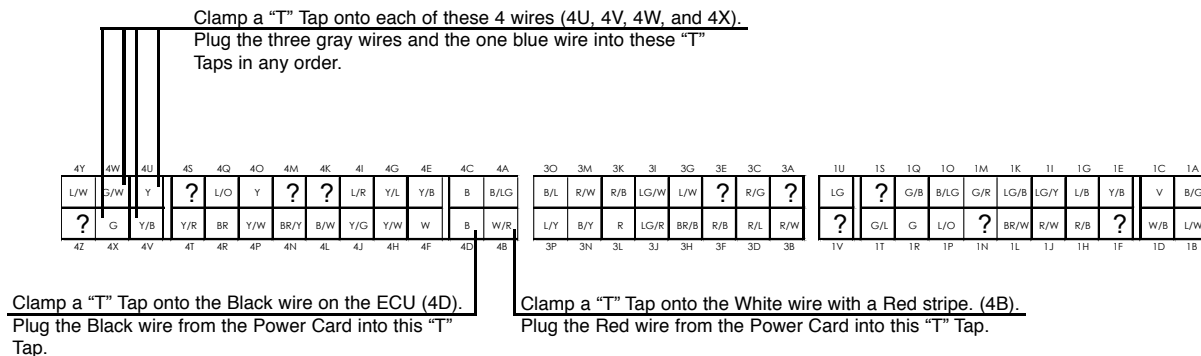 Clamp a “T” Tap onto each of these 4 wires (4U, 4V, 4W, and 4X).
Plug the three gray wires and the one blue wire into these “T”
Taps in any order.
4Y 4W 4U 4S 4Q 4O 4M 4K 4I 4G 4E 4C 4A 3O 3M 3K 3I 3G 3E 3C 3A 1U 1S 1Q 1O 1M 1K 1I 1G 1E 1C 1A
L/W G/W Y ? L/O Y ? ? L/R Y/L Y/B B B/LG B/L R/W R/B LG/W L/W ? R/G ? LG ? G/B B/LG G/R LG/B LG/Y L/B Y/B V B/G
? G Y/B Y/R BR Y/W BR/Y B/W Y/G Y/W W B W/R L/Y B/Y R LG/R BR/B R/B R/L R/W ? G/L G L/O ? BR/W R/W R/B ? W/B L/W
4Z 4X 4V 4T 4R 4P 4N 4L 4J 4H 4F 4D 4B 3P 3N 3L 3J 3H 3F 3D 3B 1V 1T 1R 1P 1N 1L 1J 1H 1F 1D 1B
Clamp a “T” Tap onto the Black wire on the ECU (4D).
Plug the Black wire from the Power Card into this “T”
Tap.
Clamp a “T” Tap onto the White wire with a Red stripe. (4B).
Plug the Red wire from the Power Card into this “T” Tap.